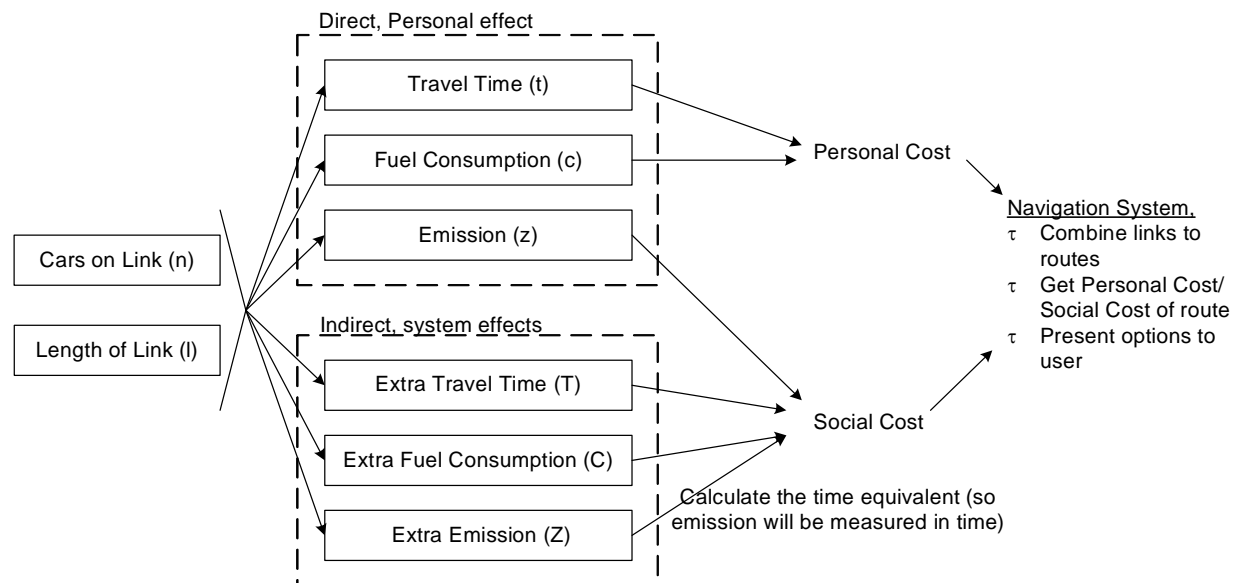 Direct, Personal effect
Travel Time (t)
Fuel Consumption (c)
Emission (z)
Cars on Link (n)
Length of Link (l)
Indirect, system effects
Extra Travel Time (T)
Extra Fuel Consumption (C)
Extra Emission (Z)
Personal Cost
Social Cost
Calculate the time equivalent (so
emission will be measured in time)
Navigation System,
τ Combine links to
routes
τ Get Personal Cost/
Social Cost of route
τ Present options to
user